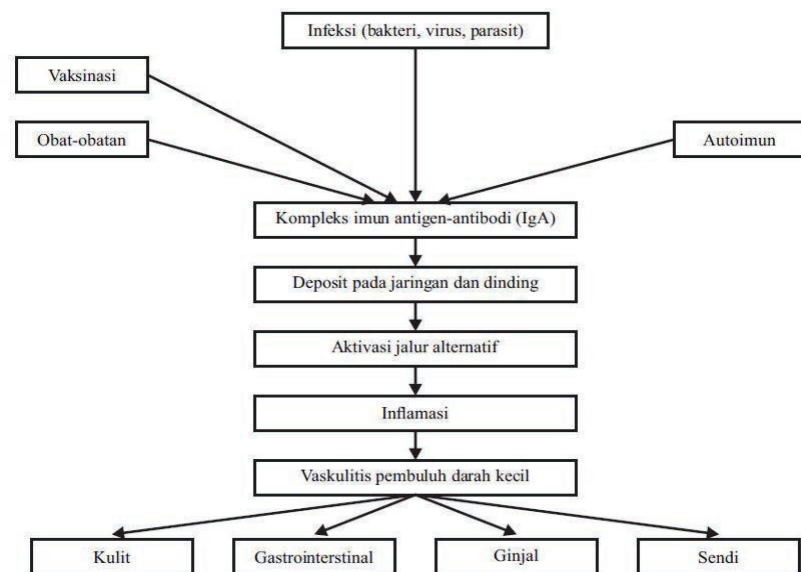 Infeksi (bakteri, virus, parasit)
Vaksinasi
Obat-obatan
Autoimun
Kompleks imun antigen-antibodi (IgA)
Deposit pada jaringan dan dinding
Aktivasi jalur alternatif
Inflamasi
Vaskulitis pembuluh darah kecil
Kulit
Gastrointerstinal
Ginjal
Sendi